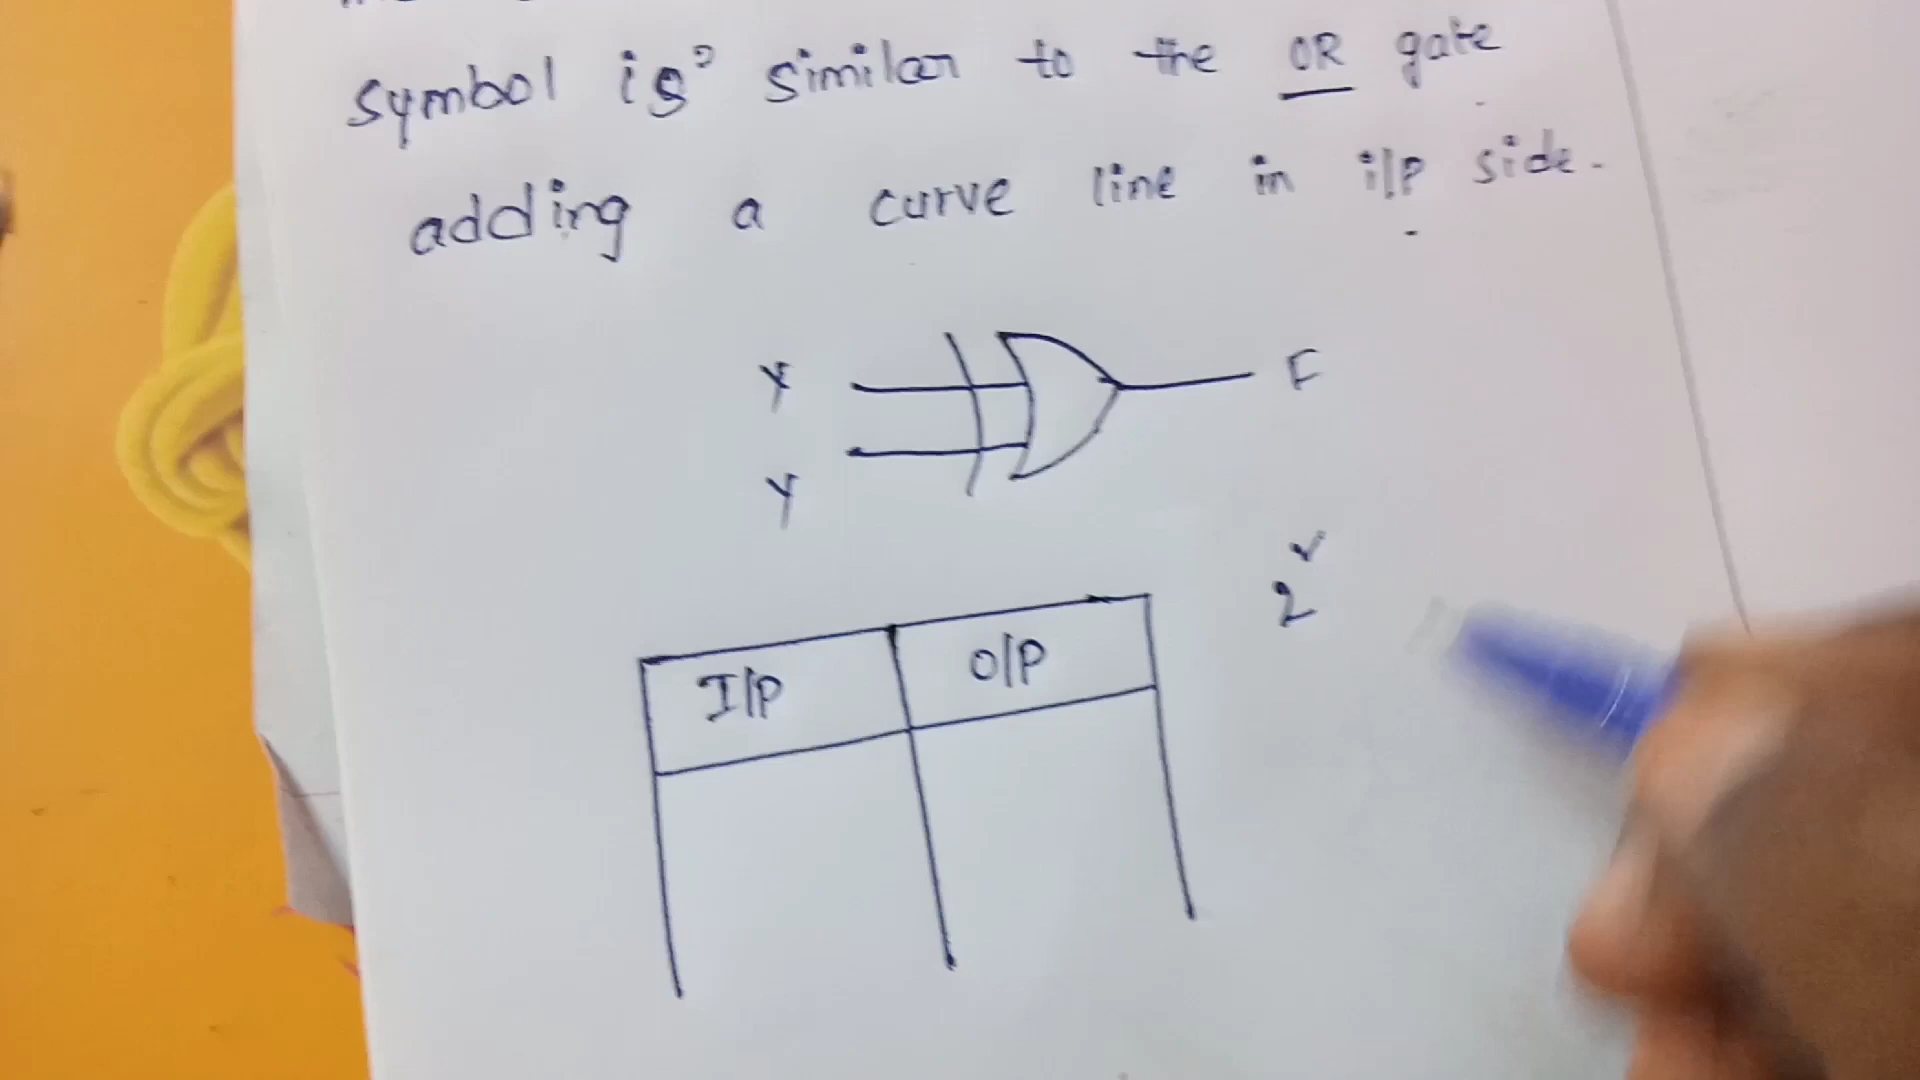 symbol is similar to the OR gate
adding a curve line in i/p side.
X
F
Y
2
I/P O/P